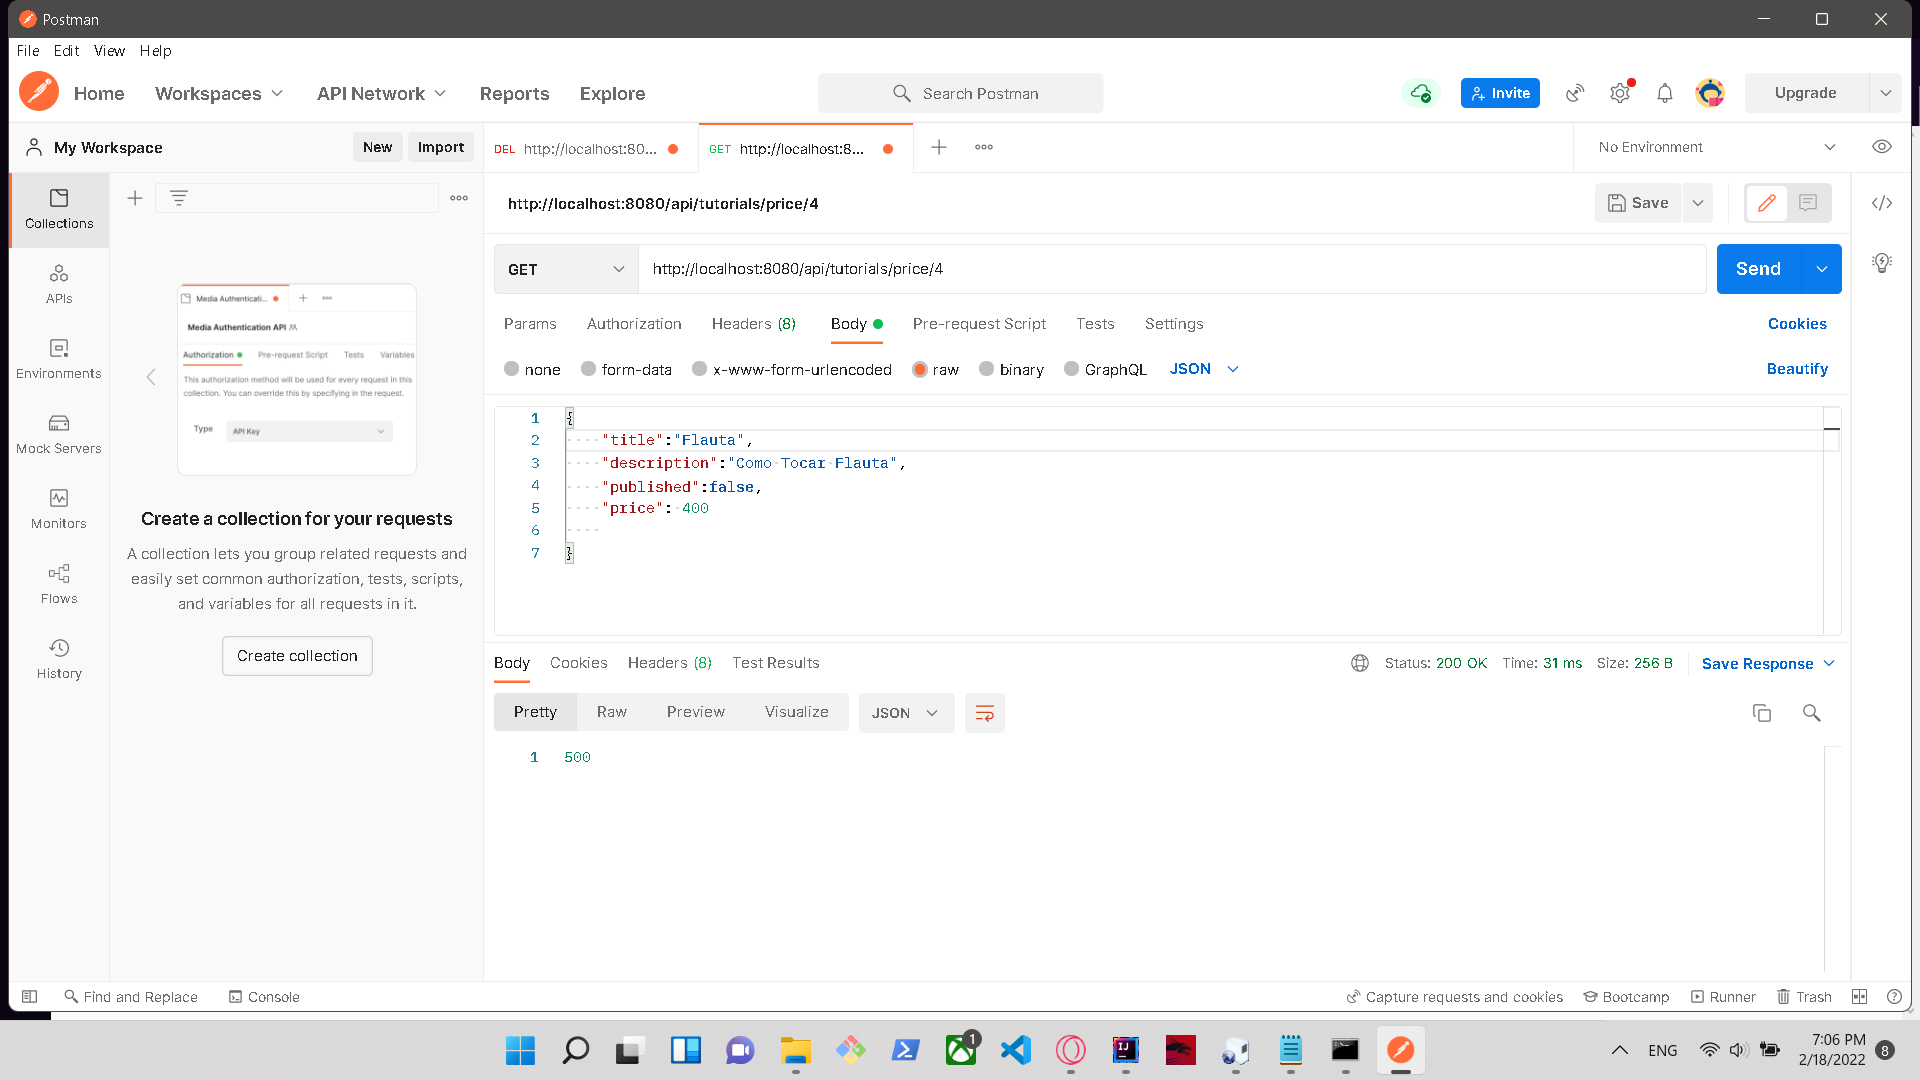 Postman
File Edit View Help
Home Workspaces API Network Reports Explore
Search Postman
Invite
Upgrade
My Workspace
New Import
DEL http://localhost:80...
GET http://localhost:8...
No Environment
Collections
APIs
Environments
Mock Servers
Monitors
Flows
History
Media Authenticati...
Media Authentication API
Authorization Pre-request Script Tests Variables
This authorization method will be used for every request in this
collection. You can override this by specifying in the request.
Type API Key
Create a collection for your requests
A collection lets you group related requests and
easily set common authorization, tests, scripts,
and variables for all requests in it.
Create collection
http://localhost:8080/api/tutorials/price/4
Save
GET http://localhost:8080/api/tutorials/price/4
Send
Params Authorization Headers (8) Body Pre-request Script Tests Settings
Cookies
none form-data x-www-form-urlencoded raw binary GraphQL JSON
Beautify
1 {
2 "title":"Flauta",
3 "description":"Como Tocar Flauta",
4 "published":false,
5 "price": 400
6
7 }
Body Cookies Headers (8) Test Results
Status: 200 OK Time: 31 ms Size: 256 B Save Response
Pretty Raw Preview Visualize JSON
1 500
Find and Replace Console
Capture requests and cookies Bootcamp Runner Trash
1
IJ
ENG
7:06 PM
2/18/2022
8